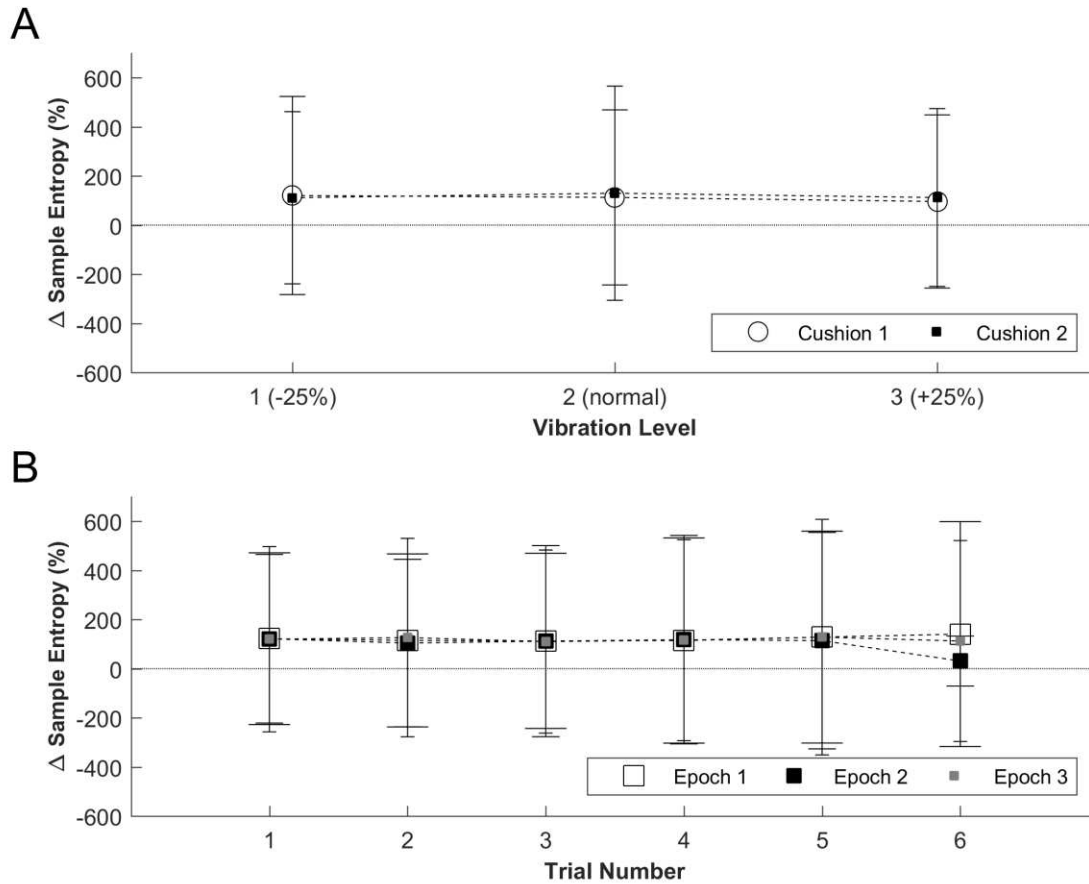 A
Δ Sample Entropy (%)
600
400
200
0
-200
-400
-600
Cushion 1 Cushion 2
1 (-25%) 2 (normal) 3 (+25%)
Vibration Level
B
Δ Sample Entropy (%)
600
400
200
0
-200
-400
-600
Epoch 1 Epoch 2 Epoch 3
1 2 3 4 5 6
Trial Number